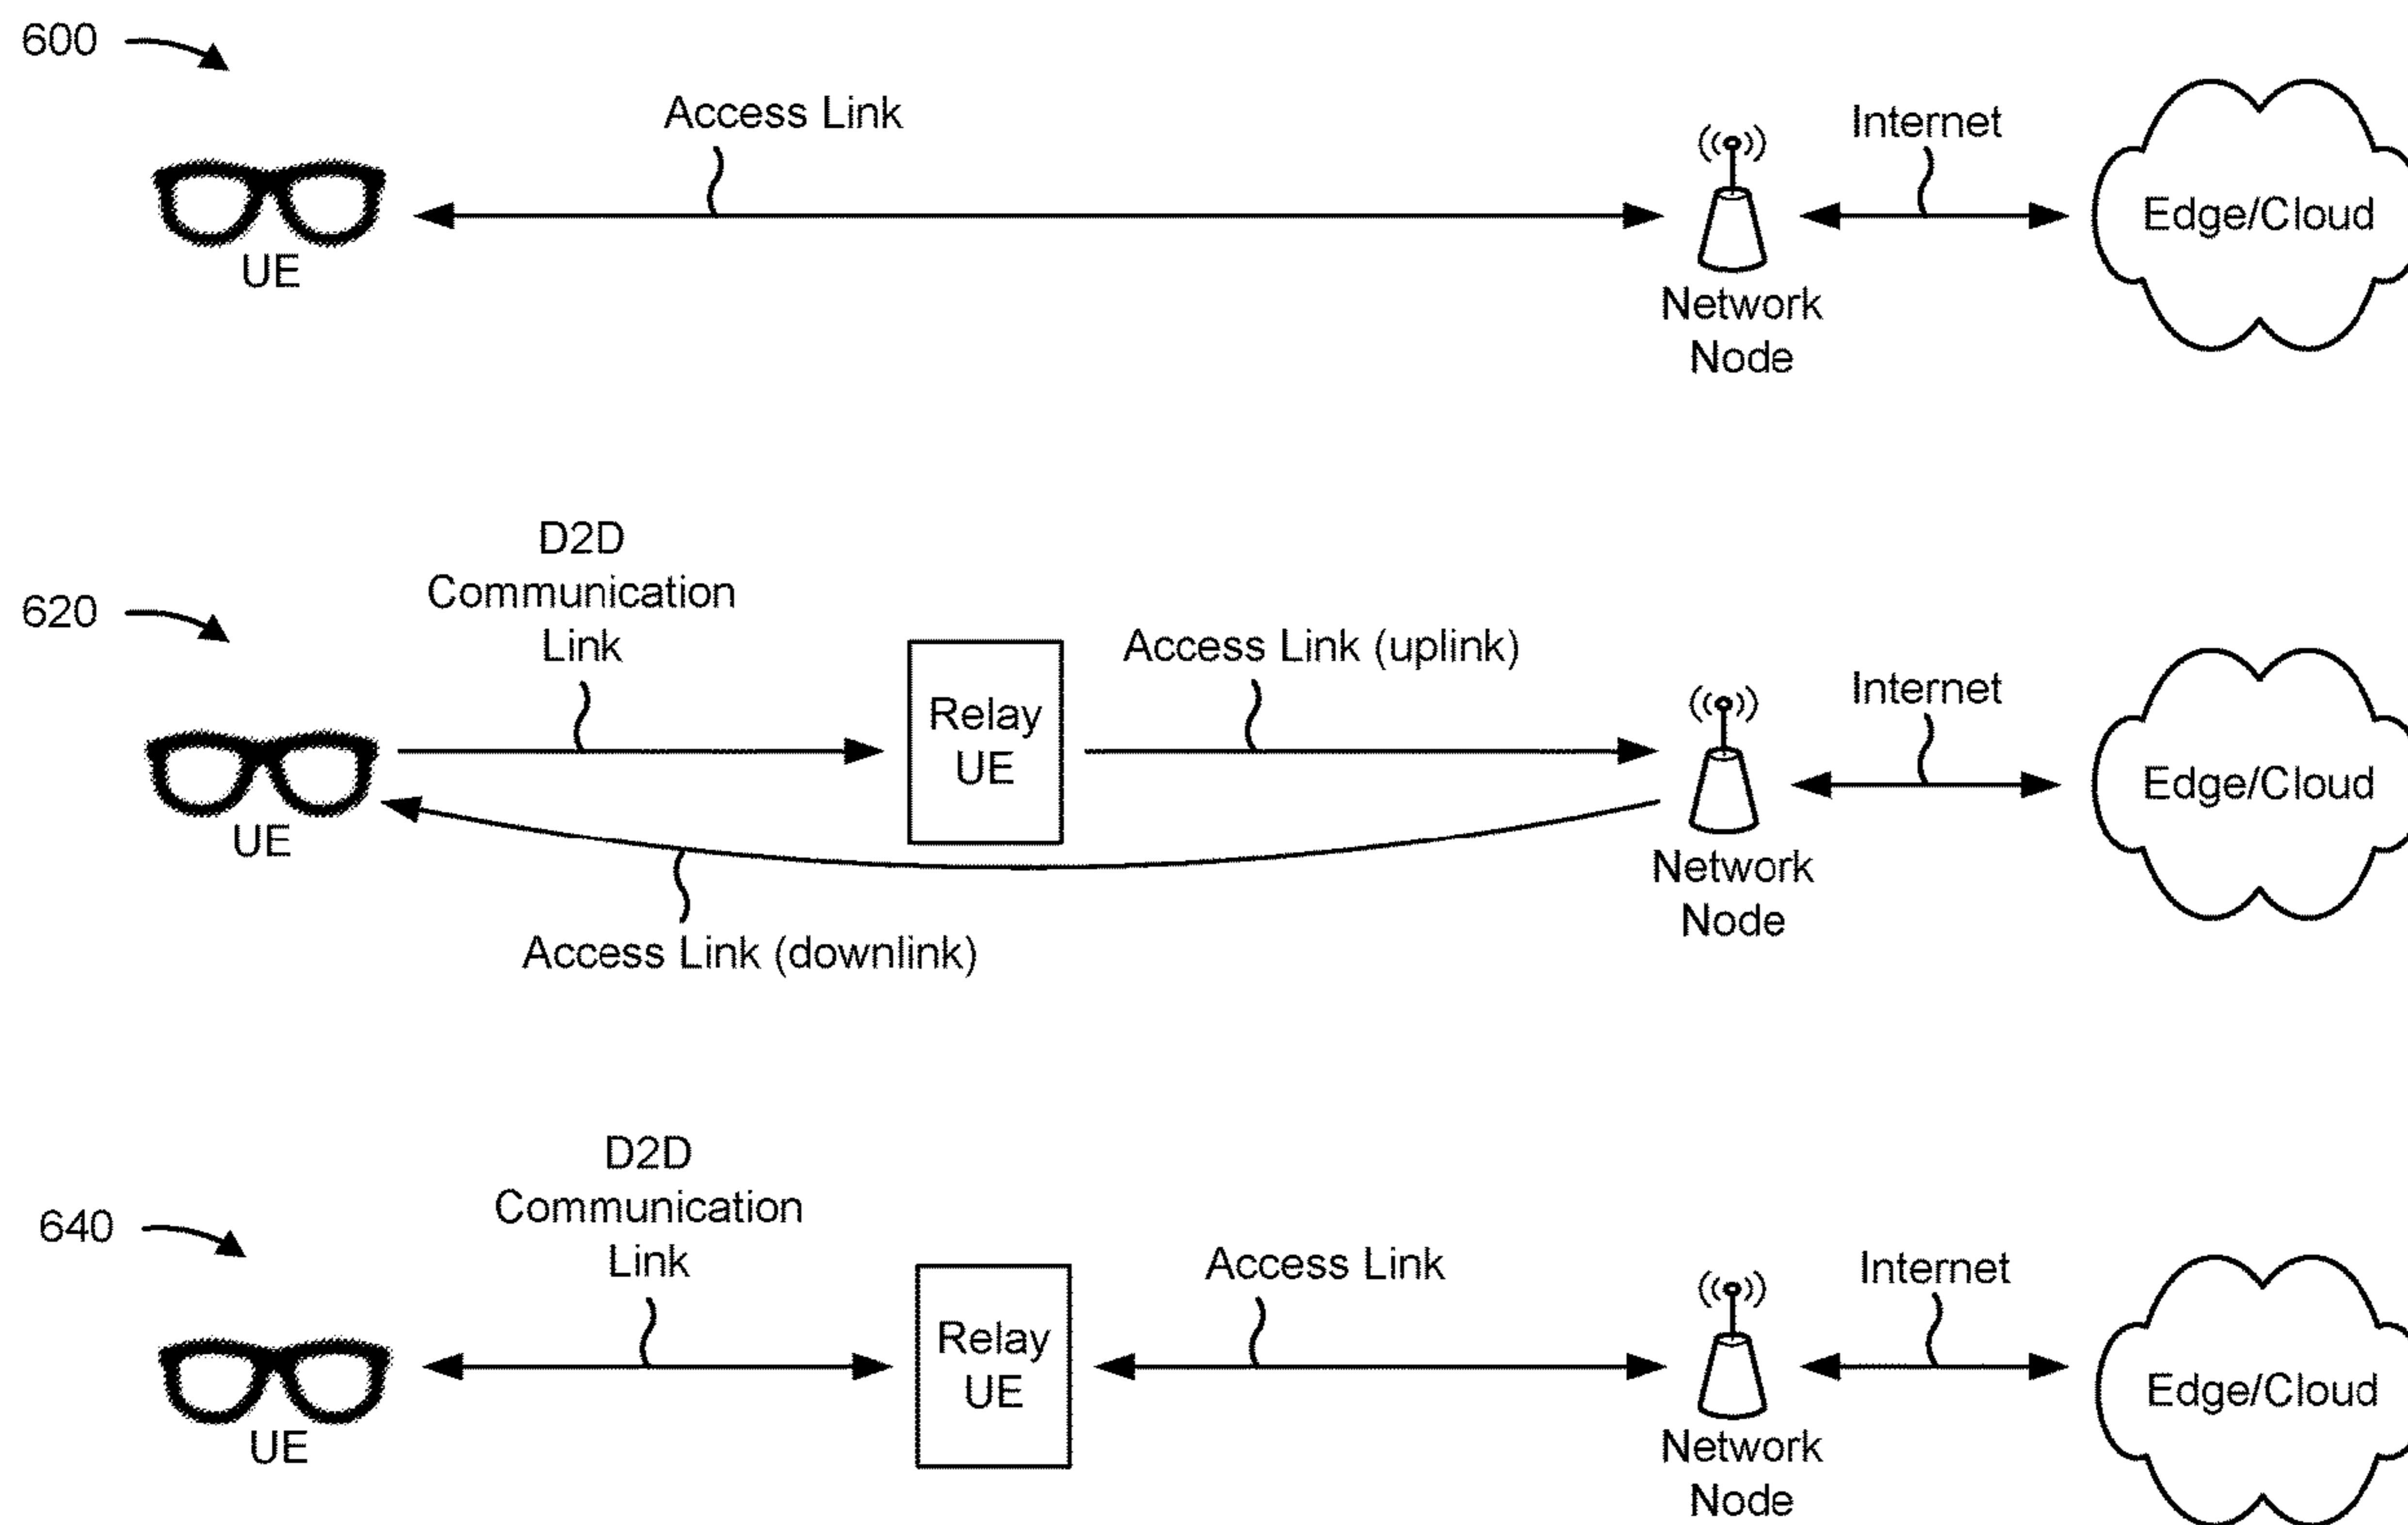 600
Access Link
Internet
UE
Network
Node
Edge/Cloud
620
D2D
Communication
Link
Relay
UE
Access Link (uplink)
Internet
UE
Access Link (downlink)
Network
Node
Edge/Cloud
640
D2D
Communication
Link
Relay
UE
Access Link
Internet
UE
Network
Node
Edge/Cloud